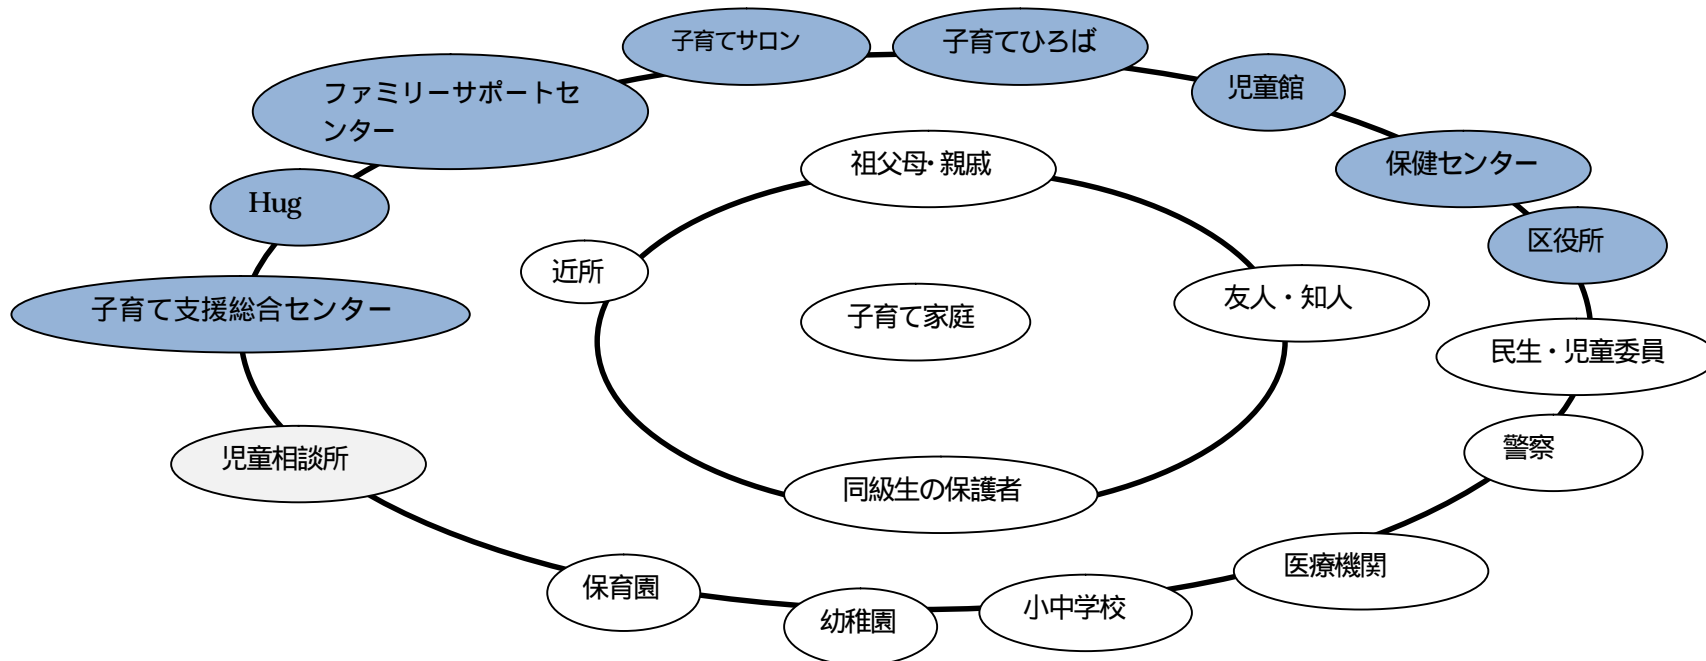 子育てサロン
子育てひろば
児童館
ファミリーサポートセ
ンター
保健センター
祖父母・親戚
Hug
区役所
近所
友人・知人
子育て支援総合センター
子育て家庭
民生・児童委員
警察
児童相談所
同級生の保護者
医療機関
保育園
小中学校
幼稚園